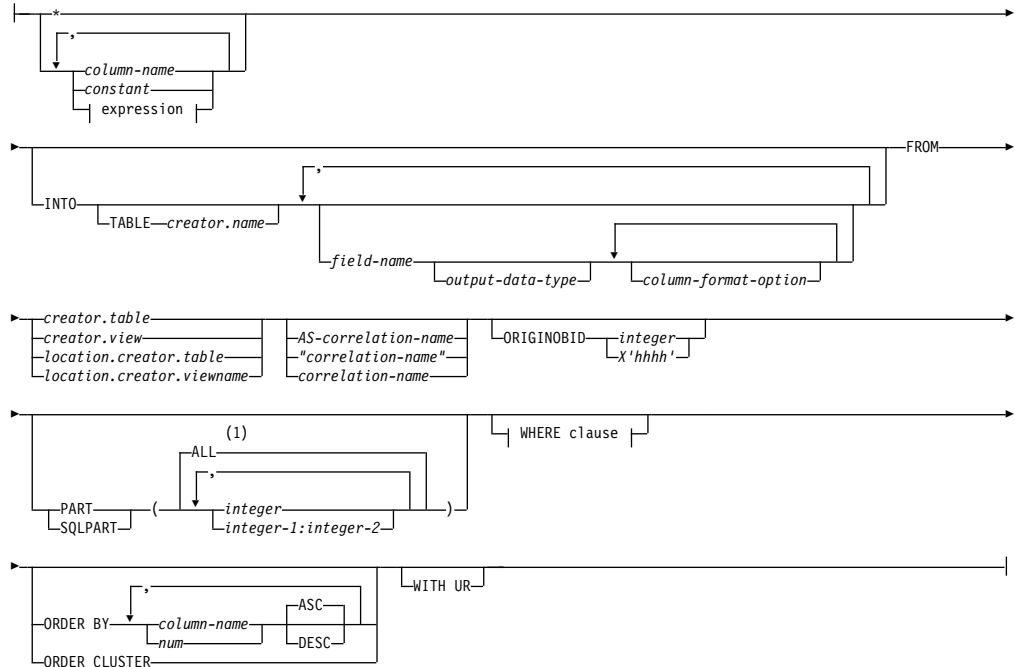 *
,
column-name
constant
expression
FROM
,
INTO
TABLE creator.name
field-name
output-data-type column-format-option
creator.table
creator.view
location.creator.table
location.creator.viewname
AS-correlation-name
"correlation-name"
correlation-name
ORIGINOBID integer
X'hhhh'
(1)
ALL
,
PART ( integer )
SQLPART integer-1:integer-2
WHERE clause
WITH UR
,
ASC
ORDER BY column-name
num DESC
ORDER CLUSTER